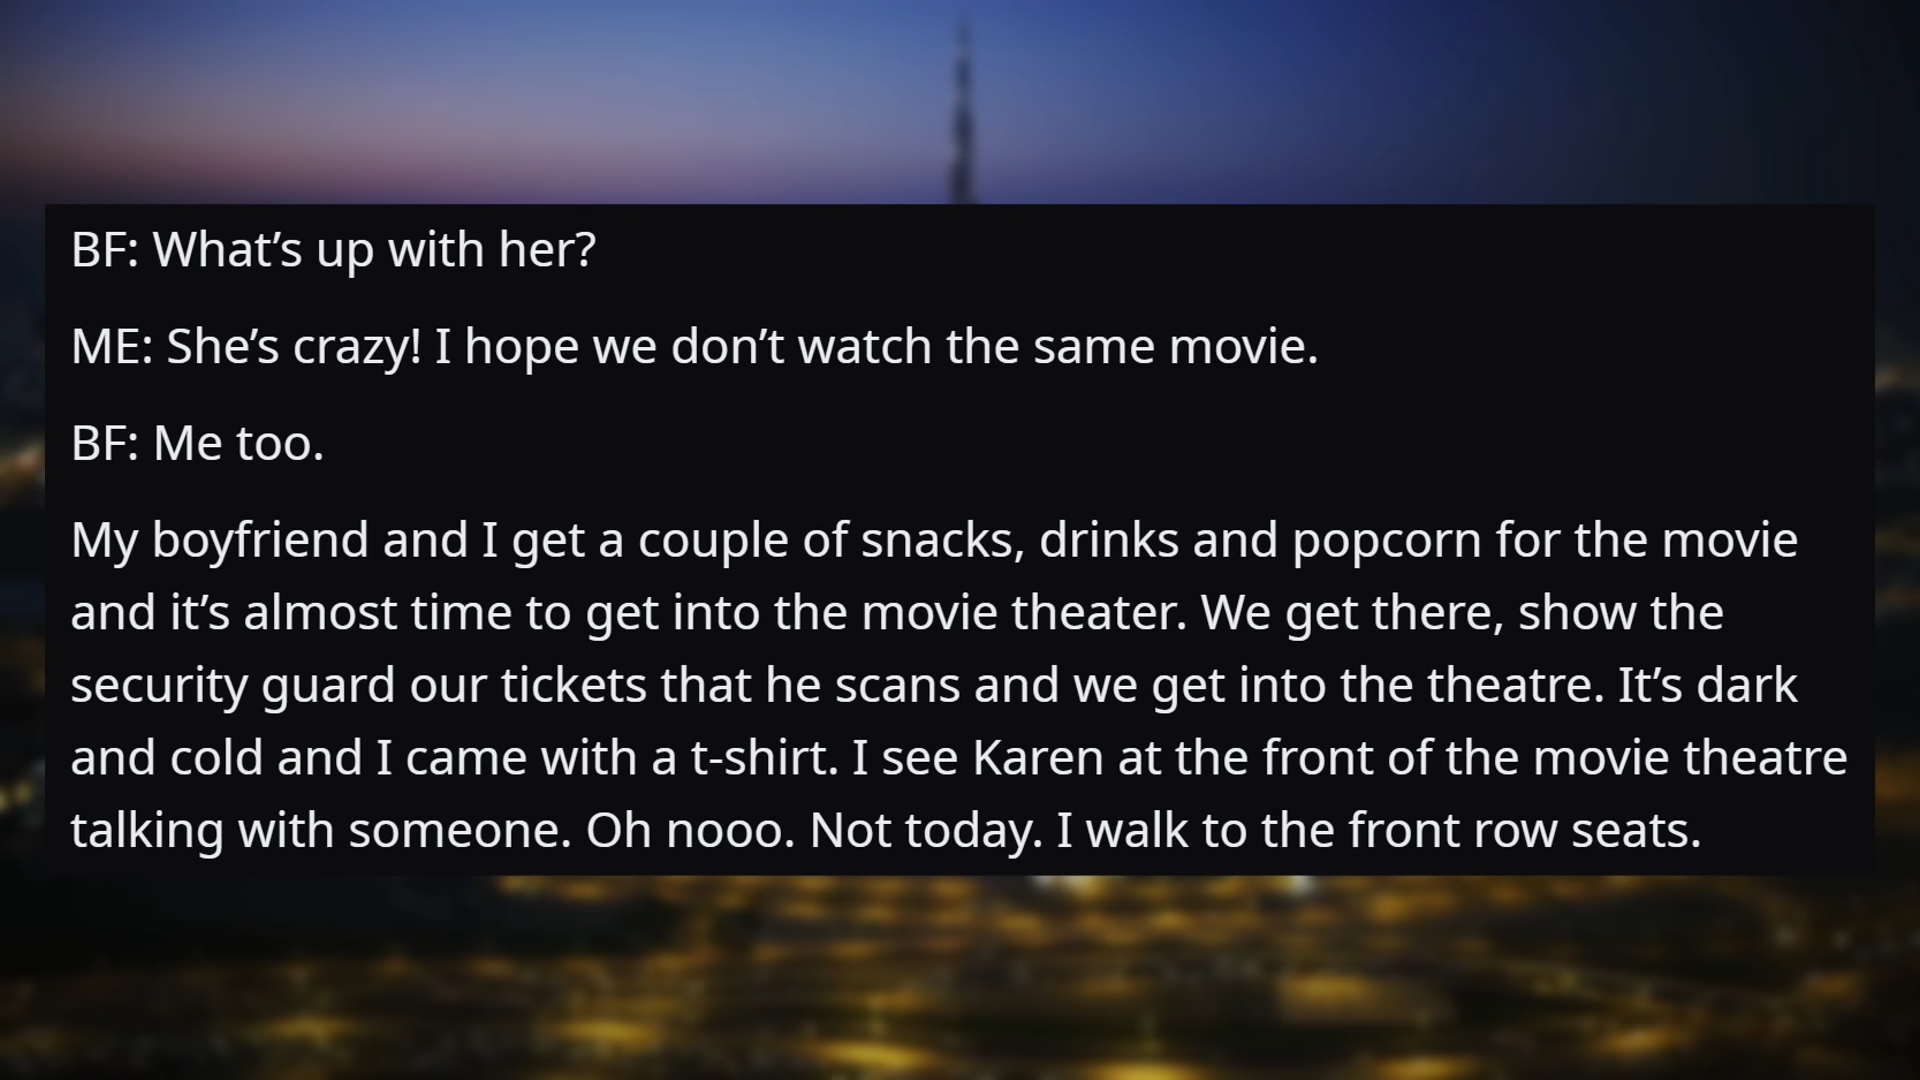 BF: What’s up with her?
ME: She’s crazy! I hope we don’t watch the same movie.
BF: Me too.
My boyfriend and I get a couple of snacks, drinks and popcorn for the movie
and it’s almost time to get into the movie theater. We get there, show the
security guard our tickets that he scans and we get into the theatre. It’s dark
and cold and I came with a t-shirt. I see Karen at the front of the movie theatre
talking with someone. Oh nooo. Not today. I walk to the front row seats.